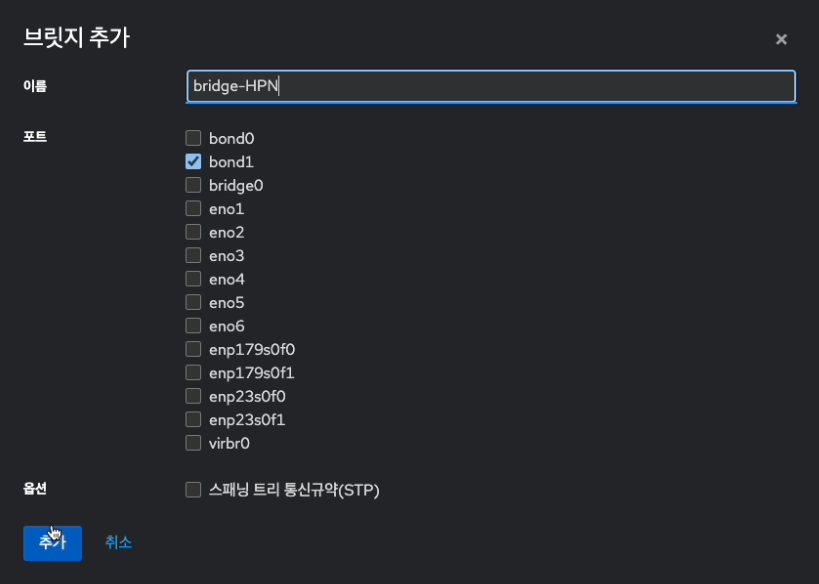 브릿지 추가
×
이름
bridge-HPN
포트
bond0
bond1
bridge0
eno1
eno2
eno3
eno4
eno5
eno6
enp179s0f0
enp179s0f1
enp23s0f0
enp23s0f1
virbr0
옵션
스패닝 트리 통신규약(STP)
추가
취소